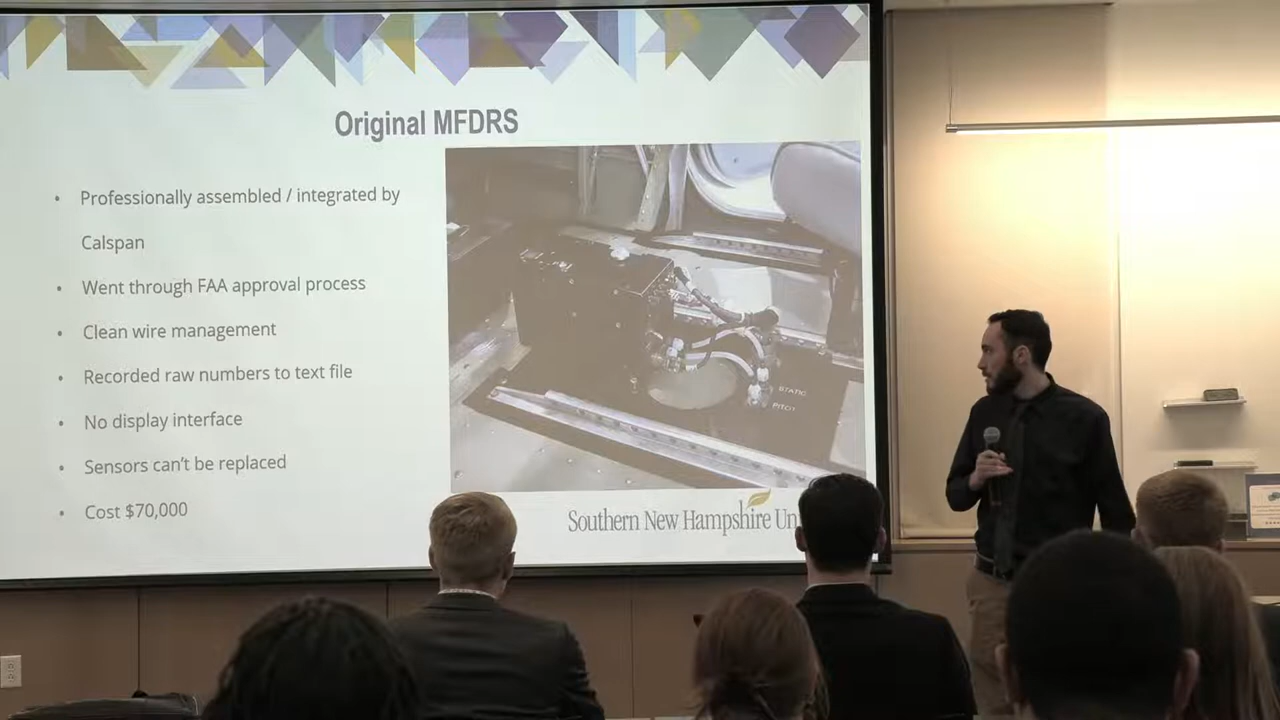 Original MFDRS
• Professionally assembled / integrated by
Calspan
• Went through FAA approval process
• Clean wire management
• Recorded raw numbers to text file
• No display interface
• Sensors can't be replaced
• Cost $70,000
STATIC
PITOT
Southern New Hampshire Un